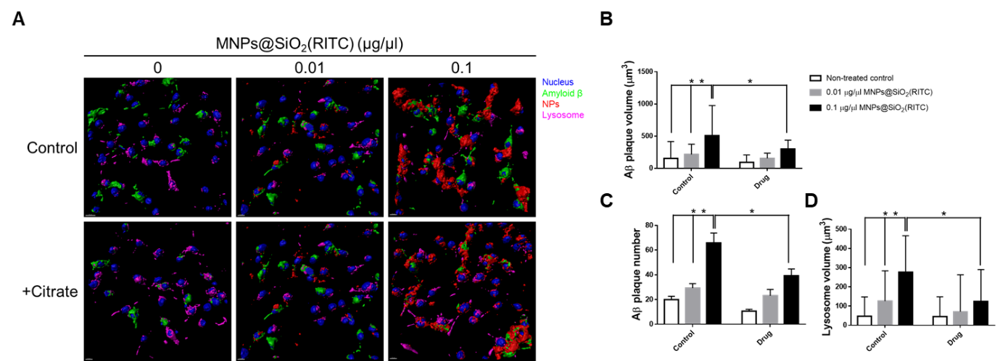 A
MNPs@SiO₂(RITC) (μg/μl)
0 0.01 0.1
Control
+Citrate
Nucleus
Amyloid β
NPs
Lysosome
B
Aβ plaque volume (μm³)
1500
1000
500
0
* *
*
Control
Drug
Non-treated control
0.01 μg/μl MNPs@SiO₂(RITC)
0.1 μg/μl MNPs@SiO₂(RITC)
C
Aβ plaque number
80
60
40
20
0
* *
*
Control
Drug
D
Lysosome volume (μm³)
500
400
300
200
100
0
* *
*
Control
Drug